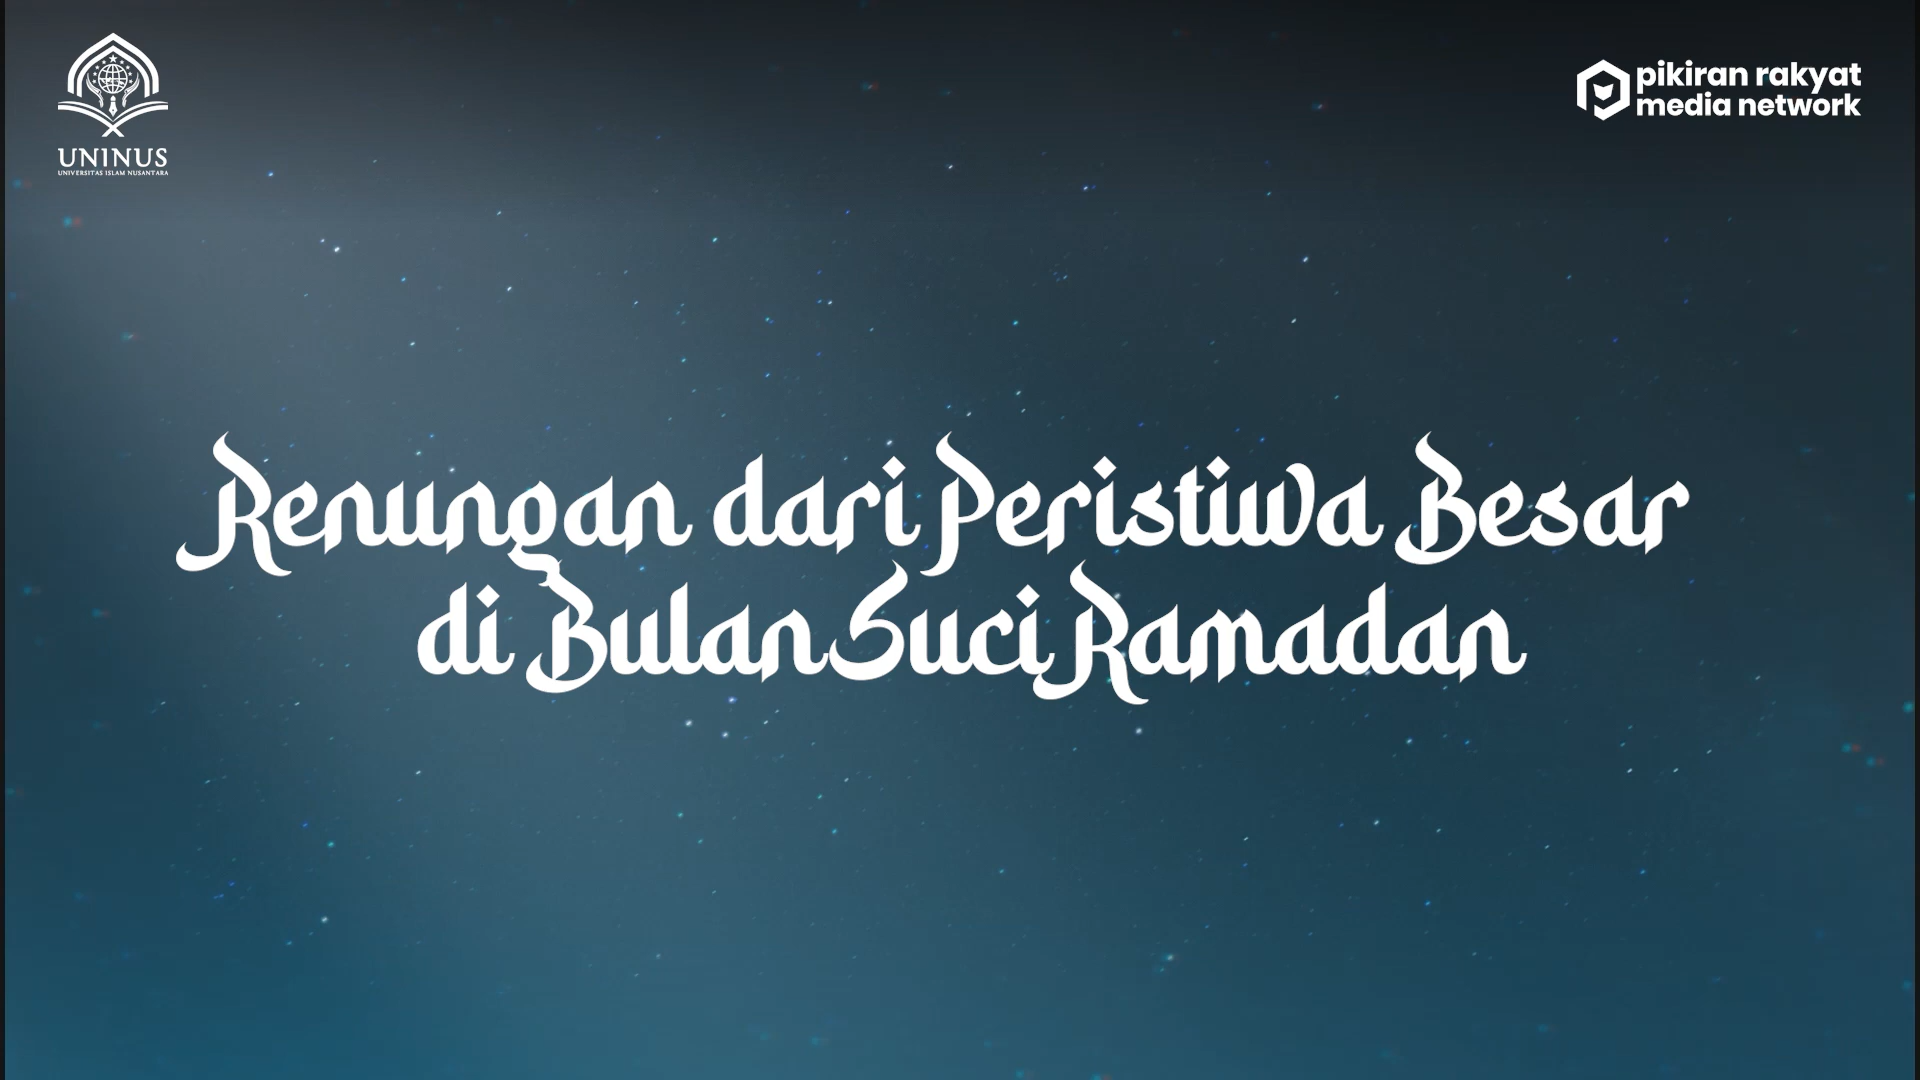 UNINUS
UNIVERSITAS ISLAM NUSANTARA
pikiran rakyat
media network
Renungan dari Peristiwa Besar
di Bulan Suci Ramadan